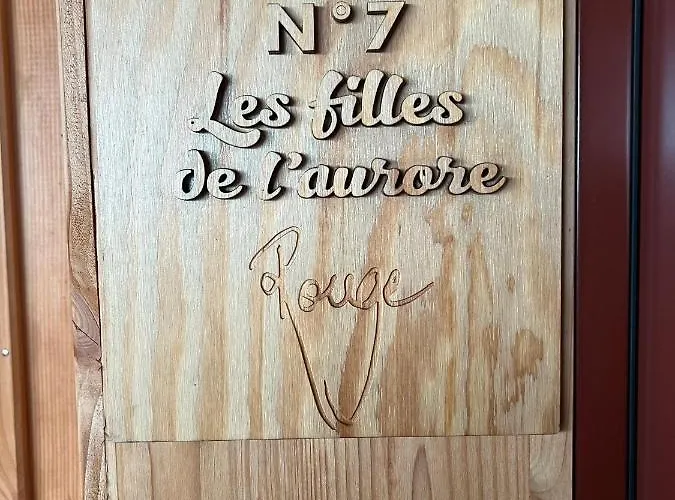 N°7
Les filles
de l'aurore
Rouge